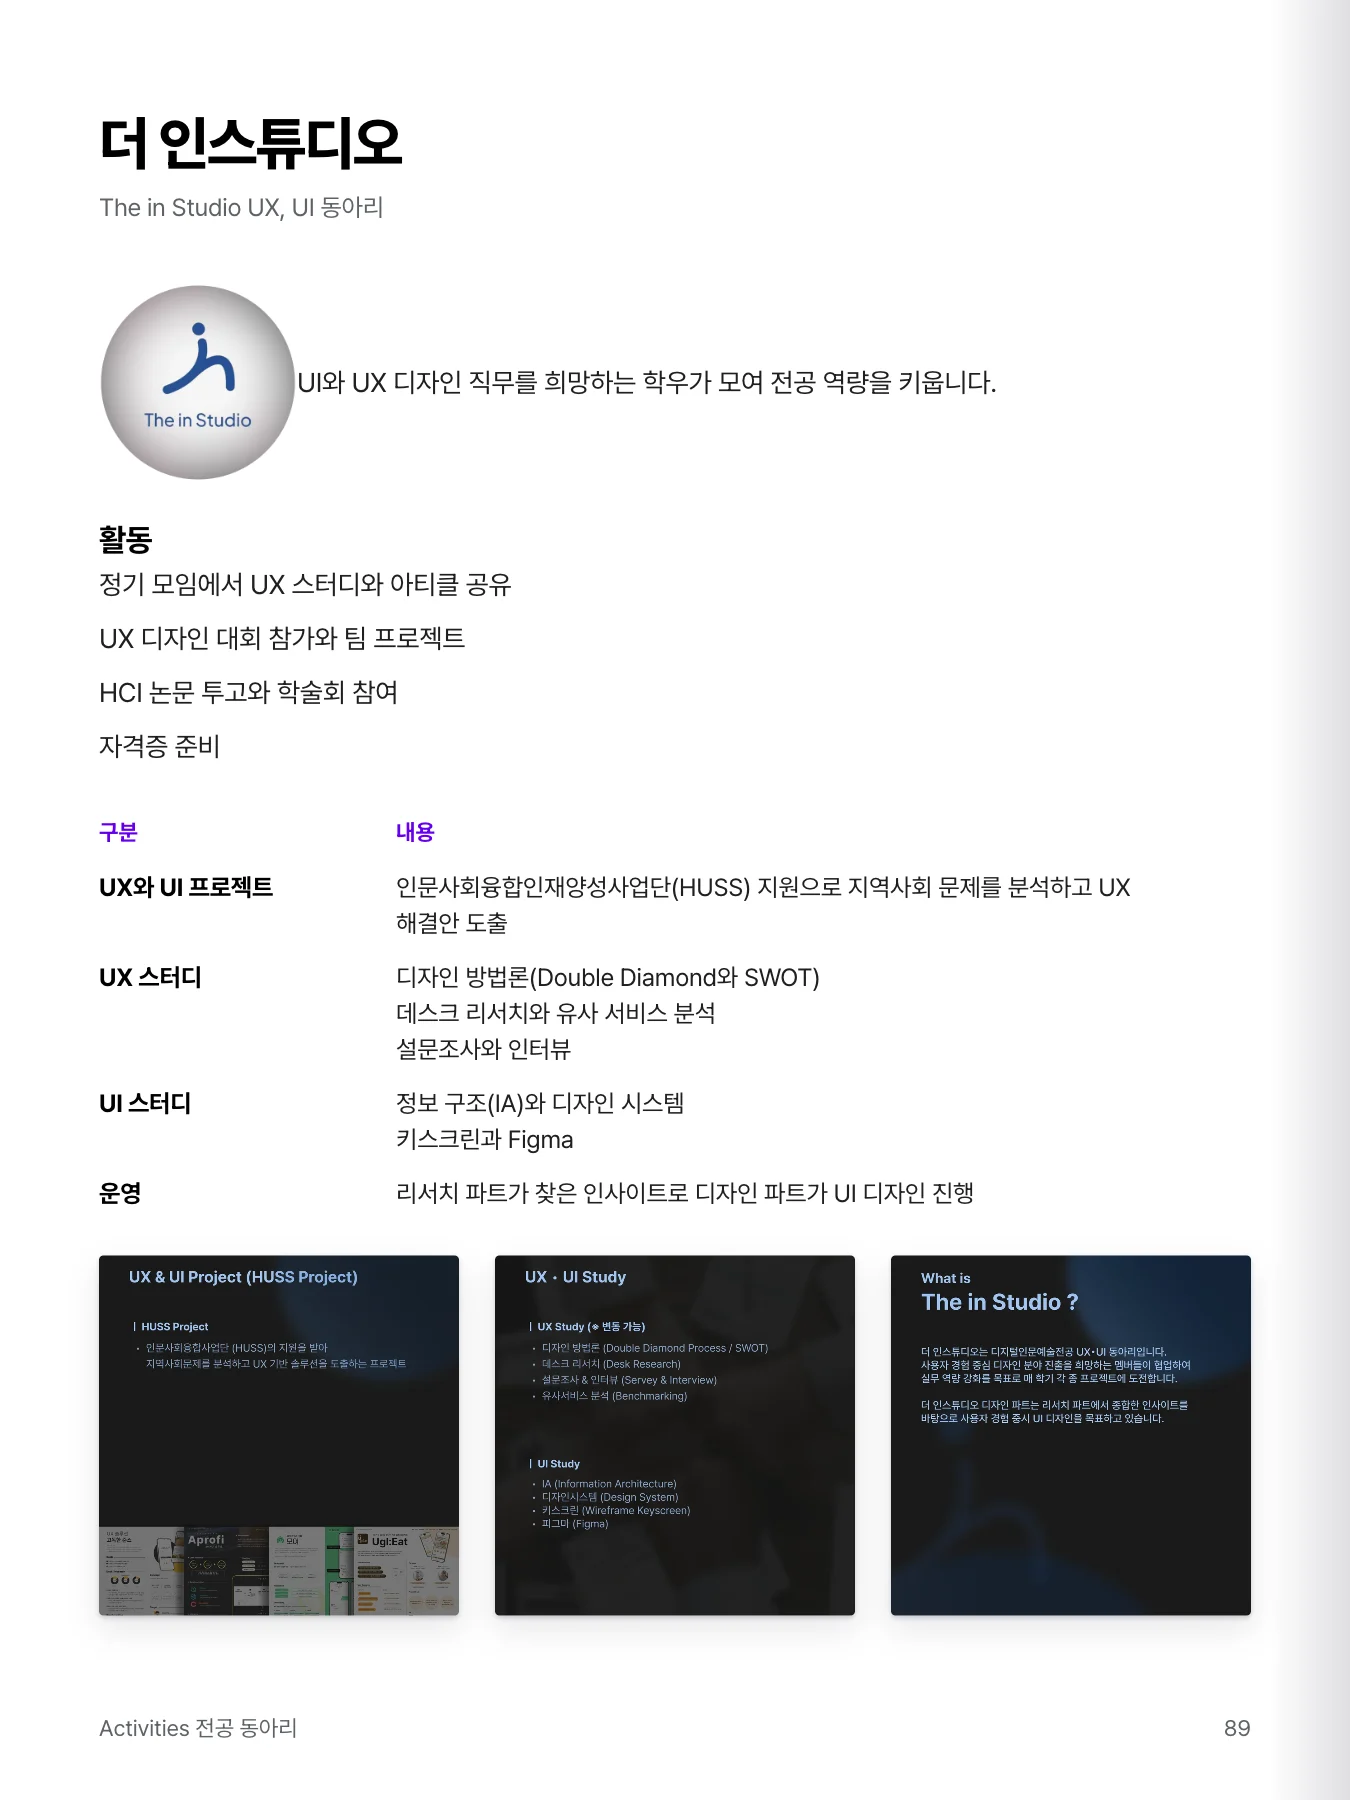 더 인스튜디오
The in Studio UX, UI 동아리
The in Studio
UI와 UX 디자인 직무를 희망하는 학우가 모여 전공 역량을 키웁니다.
활동
정기 모임에서 UX 스터디와 아티클 공유
UX 디자인 대회 참가와 팀 프로젝트
HCI 논문 투고와 학술회 참여
자격증 준비
구분 내용
UX와 UI 프로젝트 인문사회융합인재양성사업단(HUSS) 지원으로 지역사회 문제를 분석하고 UX
해결안 도출
UX 스터디 디자인 방법론(Double Diamond와 SWOT)
데스크 리서치와 유사 서비스 분석
설문조사와 인터뷰
UI 스터디 정보 구조(IA)와 디자인 시스템
키스크린과 Figma
운영 리서치 파트가 찾은 인사이트로 디자인 파트가 UI 디자인 진행
UX & UI Project (HUSS Project)
| HUSS Project
• 인문사회융합사업단 (HUSS)의 지원을 받아
지역사회문제를 분석하고 UX 기반 솔루션을 도출하는 프로젝트
Aprofi
모더
Ugl:Eat
UX · UI Study
| UX Study (※ 변동 가능)
• 디자인 방법론 (Double Diamond Process / SWOT)
• 데스크 리서치 (Desk Research)
• 설문조사 & 인터뷰 (Servey & Interview)
• 유사서비스 분석 (Benchmarking)
| UI Study
• IA (Information Architecture)
• 디자인시스템 (Design System)
• 키스크린 (Wireframe Keyscreen)
• 피그마 (Figma)
What is
The in Studio ?
더 인스튜디오는 디지털인문예술전공 UX·UI 동아리입니다.
사용자 경험 중심 디자인 분야 진출을 희망하는 멤버들이 협업하여
실무 역량 강화를 목표로 매 학기 각 종 프로젝트에 도전합니다.
더 인스튜디오 디자인 파트는 리서치 파트에서 종합한 인사이트를
바탕으로 사용자 경험 중시 UI 디자인을 목표하고 있습니다.
Activities 전공 동아리
89